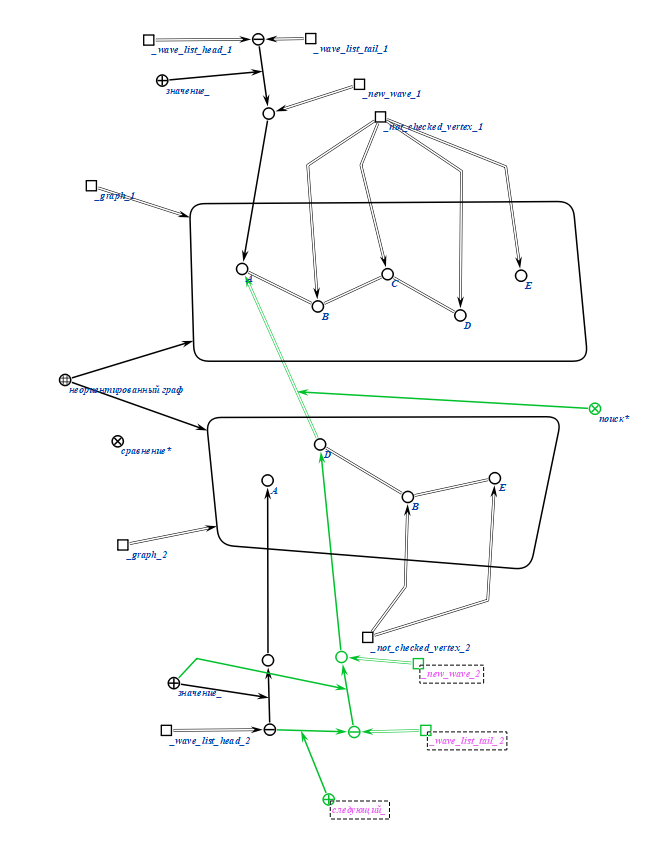 _wave_list_head_1
_wave_list_tail_1
значение_
_new_wave_1
_not_checked_vertex_1
_graph_1
A
C
E
B
D
неориентированный граф
поиск*
сравнение*
D
A
E
B
_graph_2
_not_checked_vertex_2
_new_wave_2
значение_
_wave_list_head_2
_wave_list_tail_2
следующий_